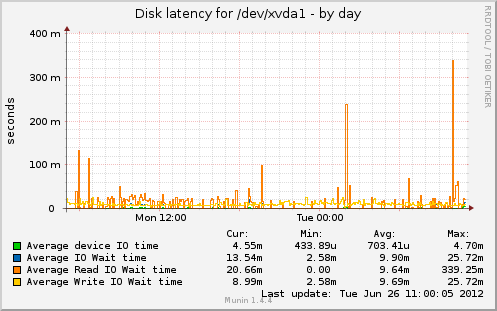 Disk latency for /dev/xvda1 - by day
RRDTOOL / TOBI OETIKER
seconds
400 m
300 m
200 m
100 m
0
Mon 12:00 Tue 00:00
Cur: Min: Avg: Max:
Average device IO time 4.55m 433.89u 703.41u 4.70m
Average IO Wait time 13.54m 2.58m 9.90m 25.72m
Average Read IO Wait time 20.66m 0.00 9.64m 339.25m
Average Write IO Wait time 8.99m 2.58m 9.69m 25.72m
Last update: Tue Jun 26 11:00:05 2012
Munin 1.4.4